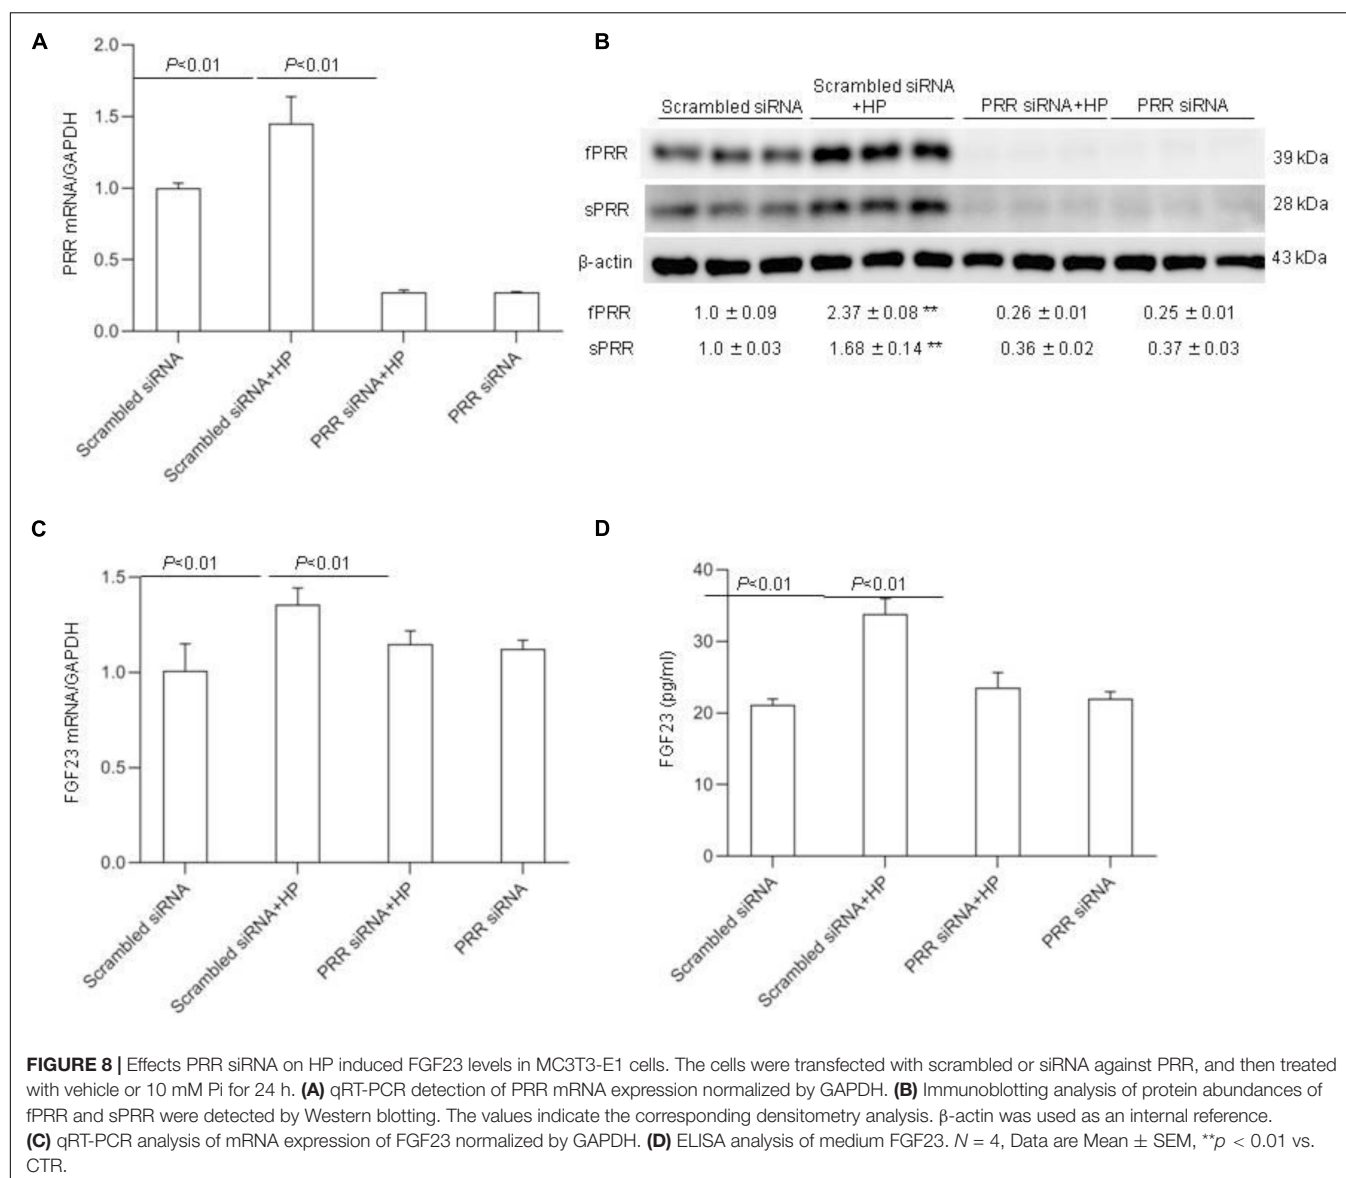 A
2.0
1.5
1.0
0.5
0.0
PRR mRNA/GAPDH
P<0.01
P<0.01
Scrambled siRNA
Scrambled siRNA+HP
PRR siRNA+HP
PRR siRNA
B
Scrambled siRNA
Scrambled siRNA
+HP
PRR siRNA+HP
PRR siRNA
fPRR
39 kDa
sPRR
28 kDa
β-actin
43 kDa
fPRR 1.0 ± 0.09 2.37 ± 0.08 ** 0.26 ± 0.01 0.25 ± 0.01
sPRR 1.0 ± 0.03 1.68 ± 0.14 ** 0.36 ± 0.02 0.37 ± 0.03
C
1.5
1.0
0.5
0.0
FGF23 mRNA/GAPDH
P<0.01
P<0.01
Scrambled siRNA
Scrambled siRNA+HP
PRR siRNA+HP
PRR siRNA
D
40
30
20
10
0
FGF23 (pg/ml)
P<0.01
P<0.01
Scrambled siRNA
Scrambled siRNA+HP
PRR siRNA+HP
PRR siRNA
FIGURE 8 | Effects PRR siRNA on HP induced FGF23 levels in MC3T3-E1 cells. The cells were transfected with scrambled or siRNA against PRR, and then treated
with vehicle or 10 mM Pi for 24 h. (A) qRT-PCR detection of PRR mRNA expression normalized by GAPDH. (B) Immunoblotting analysis of protein abundances of
fPRR and sPRR were detected by Western blotting. The values indicate the corresponding densitometry analysis. β-actin was used as an internal reference.
(C) qRT-PCR analysis of mRNA expression of FGF23 normalized by GAPDH. (D) ELISA analysis of medium FGF23. N = 4, Data are Mean ± SEM, **p < 0.01 vs.
CTR.